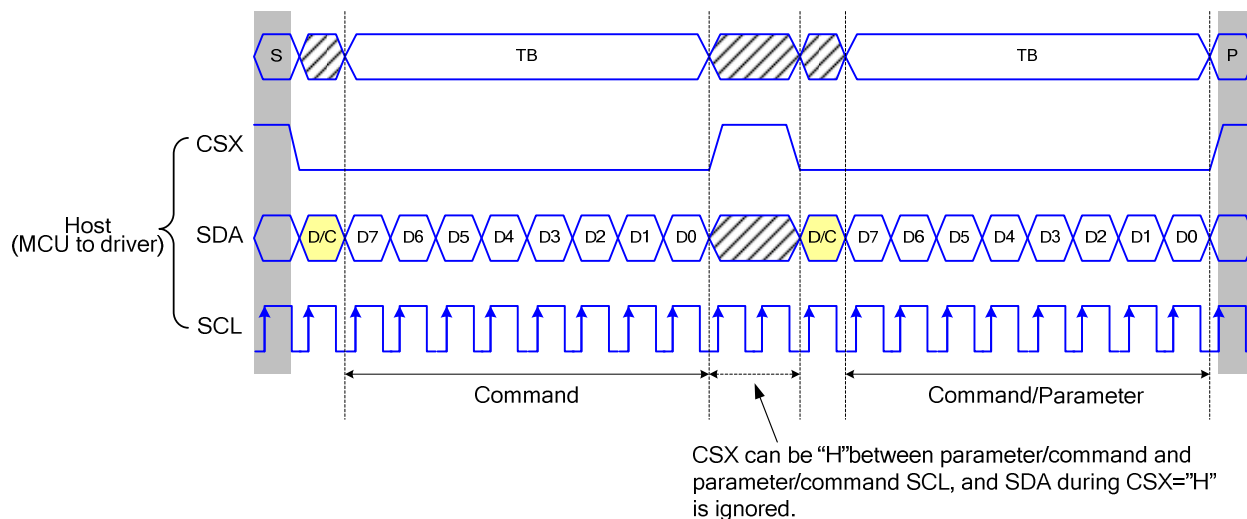 S TB TB P
CSX
Host
(MCU to driver)
SDA D/C D7 D6 D5 D4 D3 D2 D1 D0 D/C D7 D6 D5 D4 D3 D2 D1 D0
SCL
Command Command/Parameter
CSX can be “H”between parameter/command and
parameter/command SCL, and SDA during CSX=”H”
is ignored.